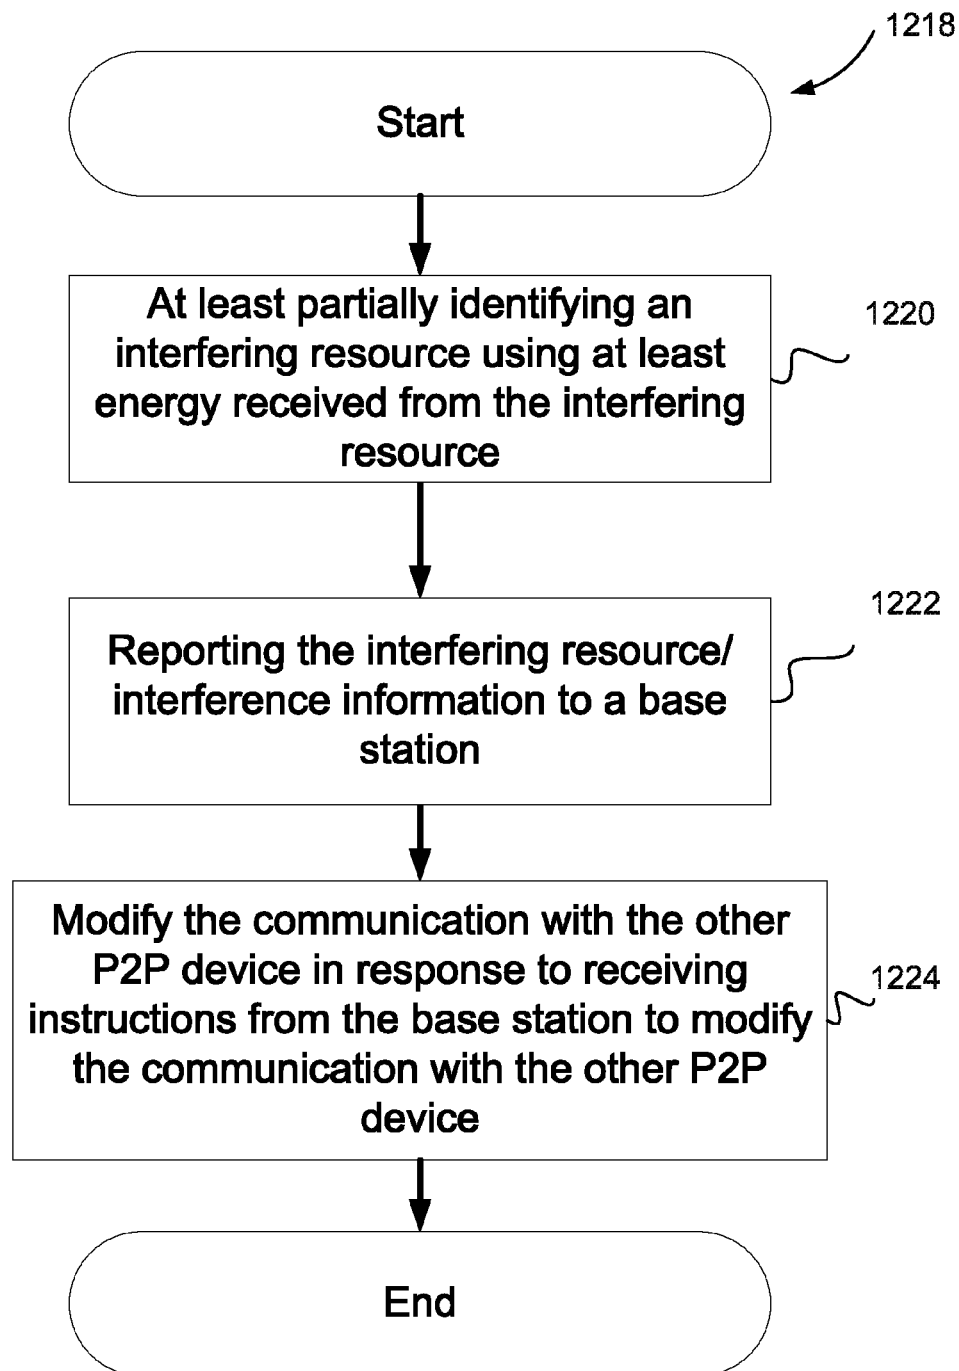 1218
Start
At least partially identifying an
interfering resource using at least
energy received from the interfering
resource
1220
Reporting the interfering resource/
interference information to a base
station
1222
Modify the communication with the other
P2P device in response to receiving
instructions from the base station to modify
the communication with the other P2P
device
1224
End